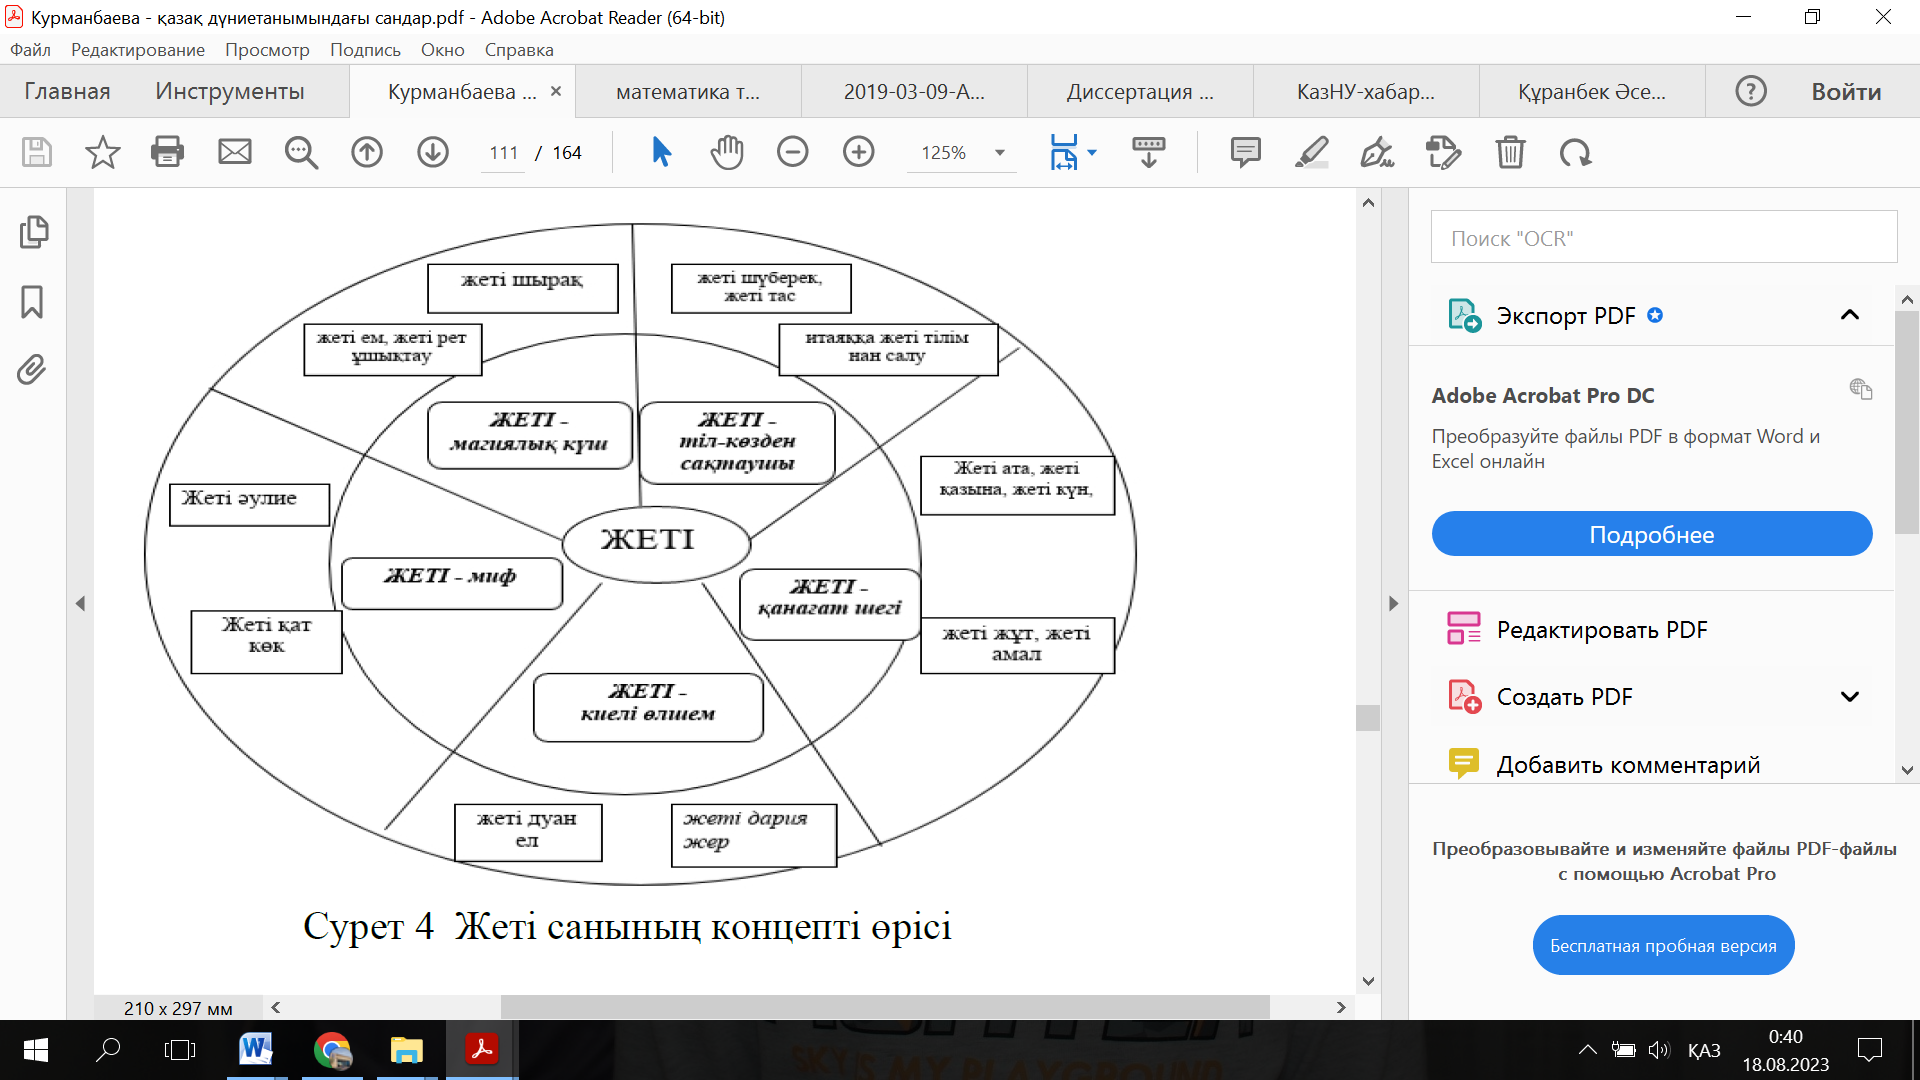 Курманбаева - қазақ дүниетанымындағы сандар.pdf - Adobe Acrobat Reader (64-bit)
Файл Редактирование Просмотр Подпись Окно Справка
Главная Инструменты Курманбаева ... × математика т... 2019-03-09-А... Диссертация ... КазНУ-хабар... Құранбек Әсе... ? Войти
111 / 164 125%
жеті шырақ
жеті шүберек,
жеті тас
жеті ем, жеті рет
ұшықтау
итаяққа жеті тілім
нан салу
ЖЕТІ -
магиялық күш
ЖЕТІ -
тіл-көзден
сақтаушы
Жеті ата, жеті
қазына, жеті күн,
Жеті әулие
ЖЕТІ
ЖЕТІ - миф
ЖЕТІ -
қанағат шегі
Жеті қат
көк
жеті жұт, жеті
амал
ЖЕТІ -
киелі өлшем
жеті дуан
ел
жеті дария
жер
Сурет 4 Жеті санының концепті өрісі
210 x 297 мм
Поиск "OCR"
Экспорт PDF
Adobe Acrobat Pro DC
Преобразуйте файлы PDF в формат Word и
Excel онлайн
Подробнее
Редактировать PDF
Создать PDF
Добавить комментарий
Преобразовывайте и изменяйте файлы PDF-файлы
с помощью Acrobat Pro
Бесплатная пробная версия
SKY IS MY PLAYGROUND
ҚАЗ
0:40
18.08.2023